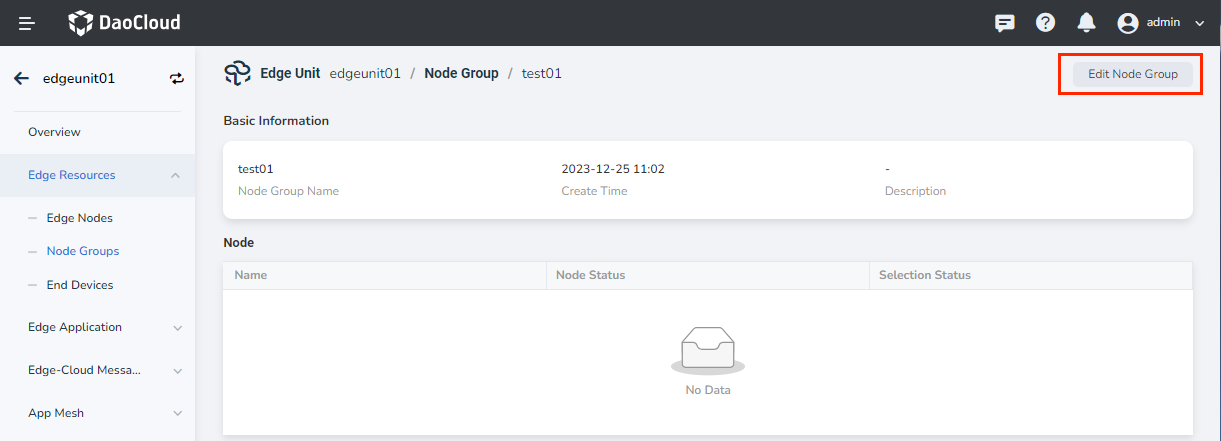 DaoCloud
admin
edgeunit01
Overview
Edge Resources
Edge Nodes
Node Groups
End Devices
Edge Application
Edge-Cloud Messa...
App Mesh
Edge Unit edgeunit01 / Node Group / test01
Edit Node Group
Basic Information
test01 2023-12-25 11:02 -
Node Group Name Create Time Description
Node
Name Node Status Selection Status
No Data